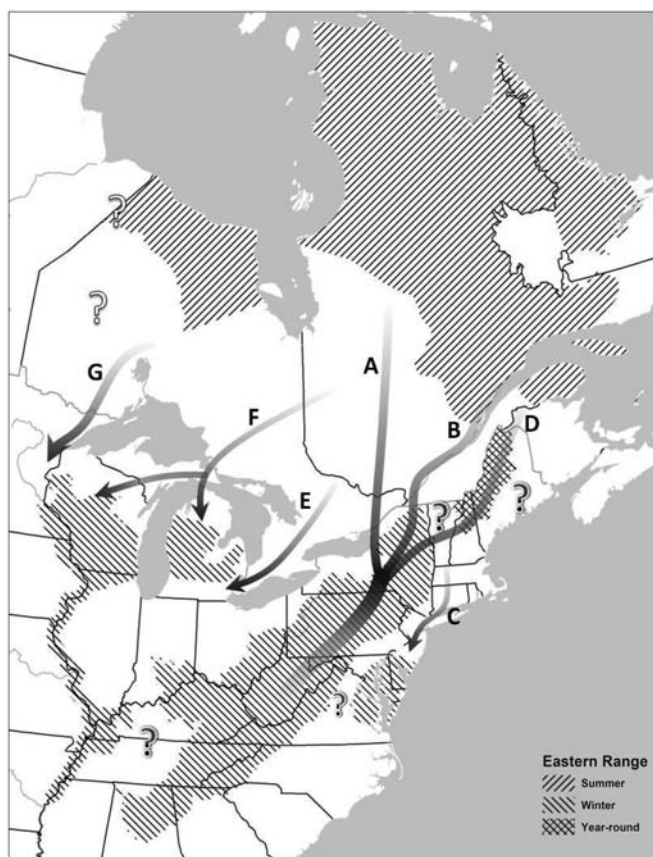 ?
?
G
A
F
B
D
E
?
?
C
?
?
Eastern Range
Summer
Winter
Year-round